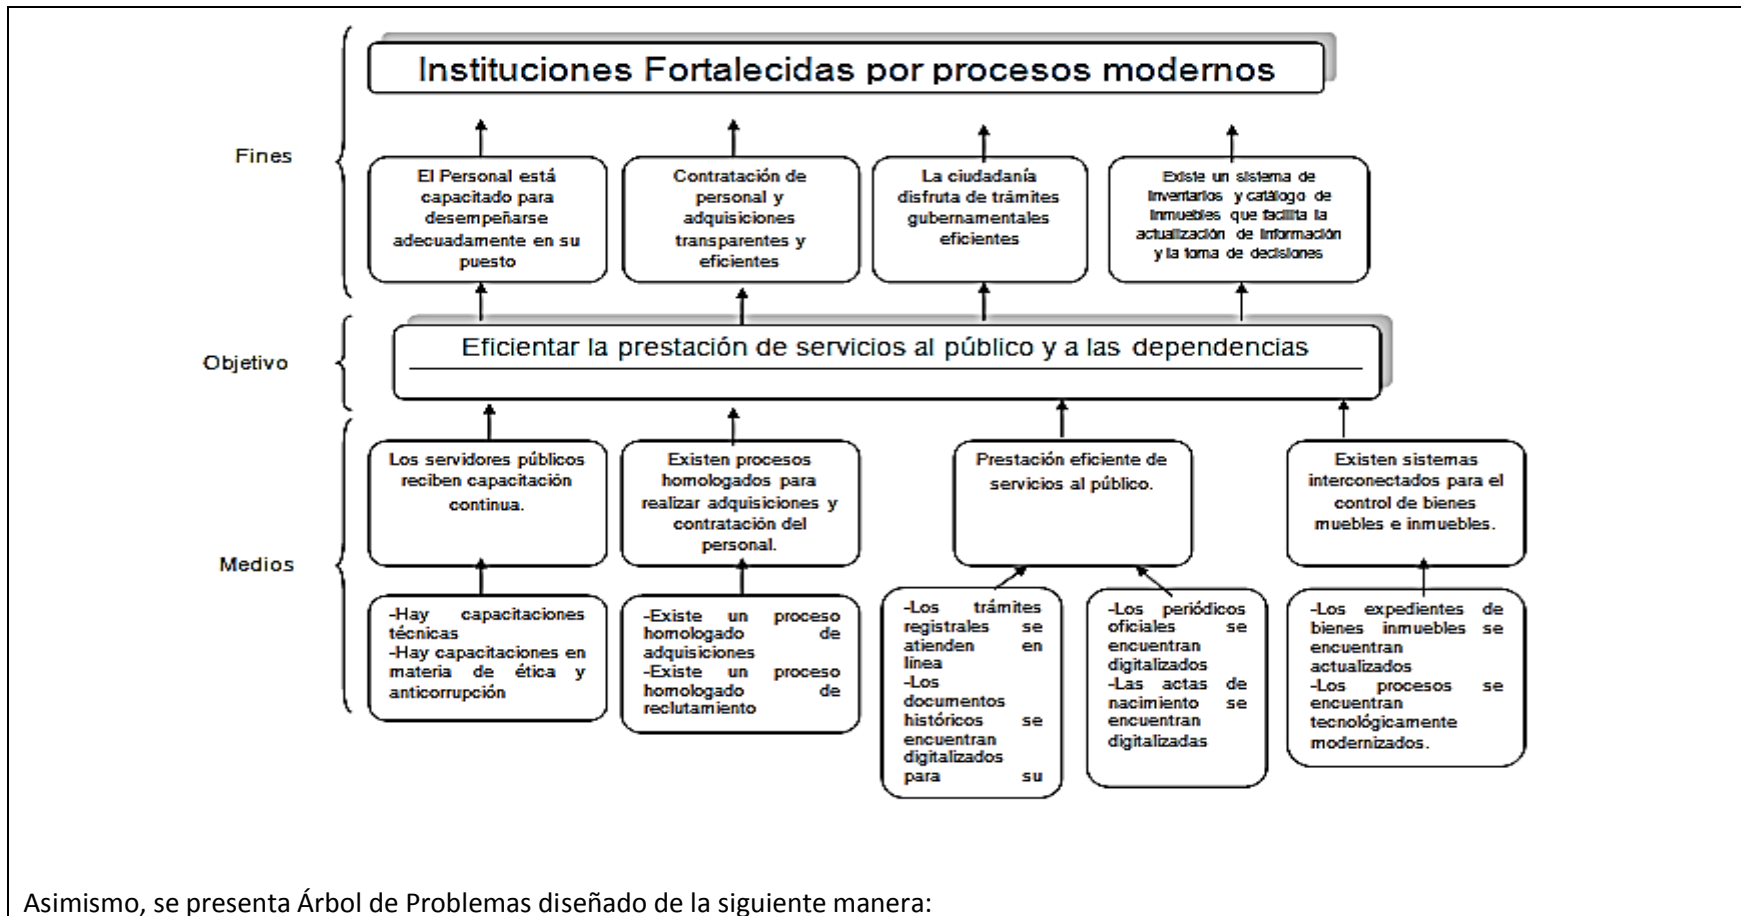 Instituciones Fortalecidas por procesos modernos
Fines
El Personal está
capacitado para
desempeñarse
adecuadamente en su
puesto
Contratación de
personal y
adquisiciones
transparentes y
eficientes
La ciudadanía
disfruta de trámites
gubernamentales
eficientes
Existe un sistema de
Inventarios y catálogo de
Inmuebles que facilita la
actualización de Información
y la toma de decisiones
Objetivo
Eficientar la prestación de servicios al público y a las dependencias
Medios
Los servidores públicos
reciben capacitación
continua.
Existen procesos
homologados para
realizar adquisiciones y
contratación del
personal.
Prestación eficiente de
servicios al público.
Existen sistemas
interconectados para el
control de bienes
muebles e inmuebles.
-Hay capacitaciones
técnicas
-Hay capacitaciones en
materia de ética y
anticorrupción
-Existe un proceso
homologado de
adquisiciones
-Existe un proceso
homologado de
reclutamiento
-Los trámites
registrales se
atienden en
línea
-Los
documentos
históricos se
encuentran
digitalizados
para su
-Los periódicos
oficiales se
encuentran
digitalizados
-Las actas de
nacimiento se
encuentran
digitalizadas
-Los expedientes de
bienes inmuebles se
encuentran
actualizados
-Los procesos se
encuentran
tecnológicamente
modernizados.
Asimismo, se presenta Árbol de Problemas diseñado de la siguiente manera: